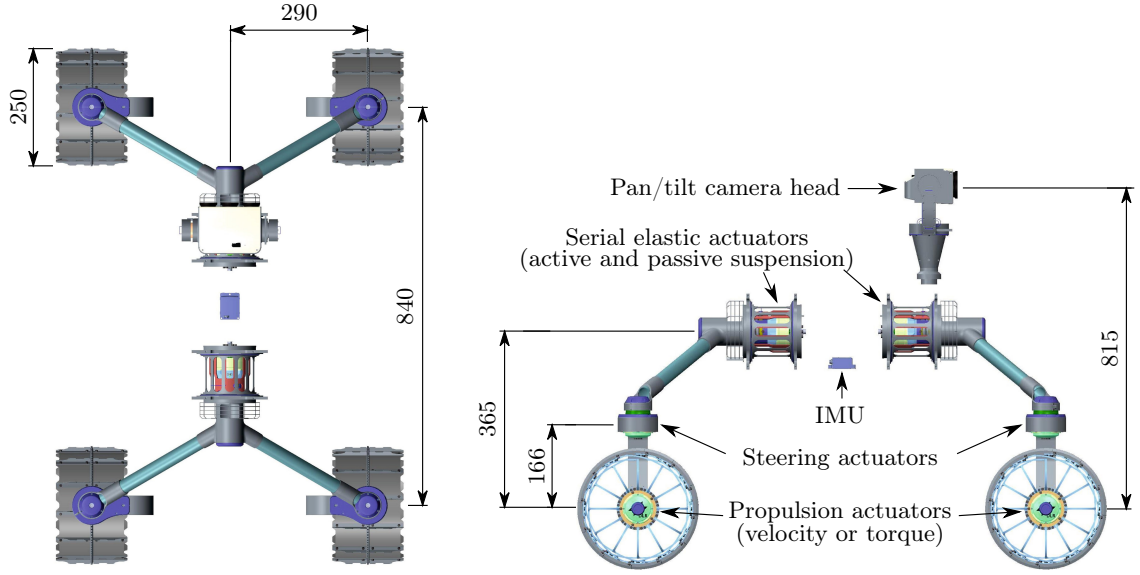 290
250
840
Pan/tilt camera head
Serial elastic actuators
(active and passive suspension)
815
365
IMU
166
Steering actuators
Propulsion actuators
(velocity or torque)